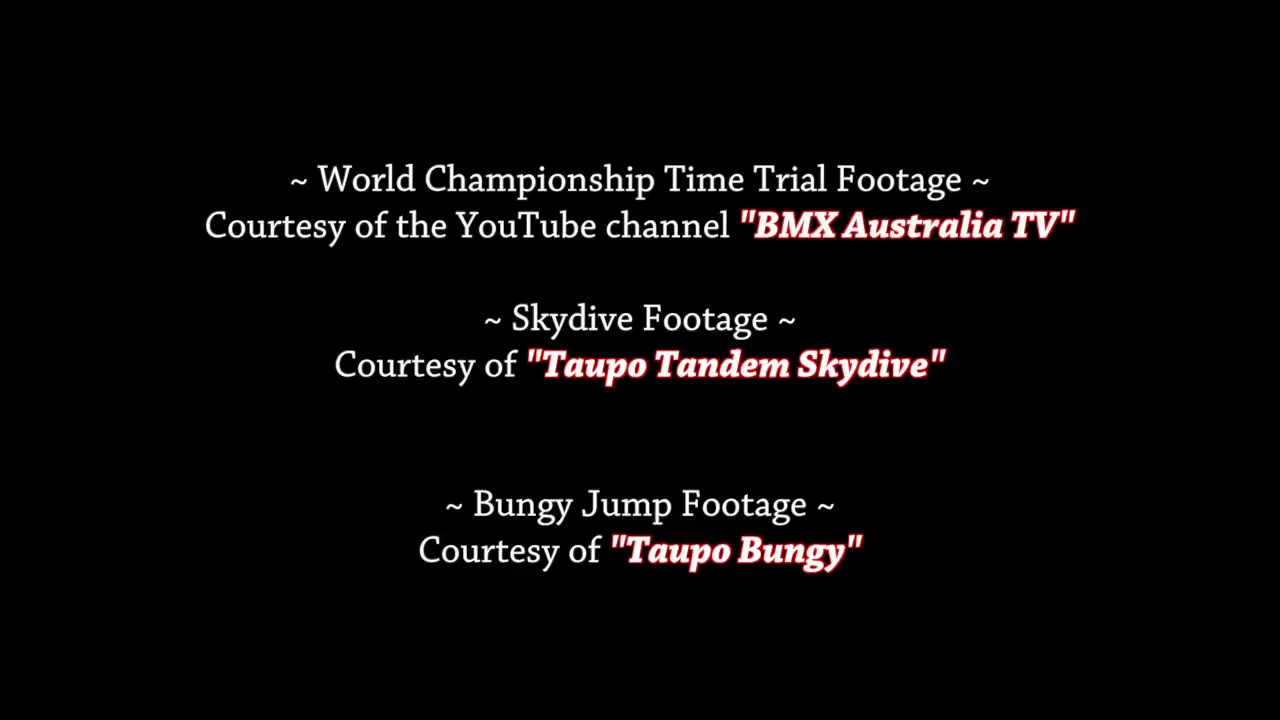 ~ World Championship Time Trial Footage ~
Courtesy of the YouTube channel "BMX Australia TV"
~ Skydive Footage ~
Courtesy of "Taupo Tandem Skydive"
~ Bungy Jump Footage ~
Courtesy of "Taupo Bungy"